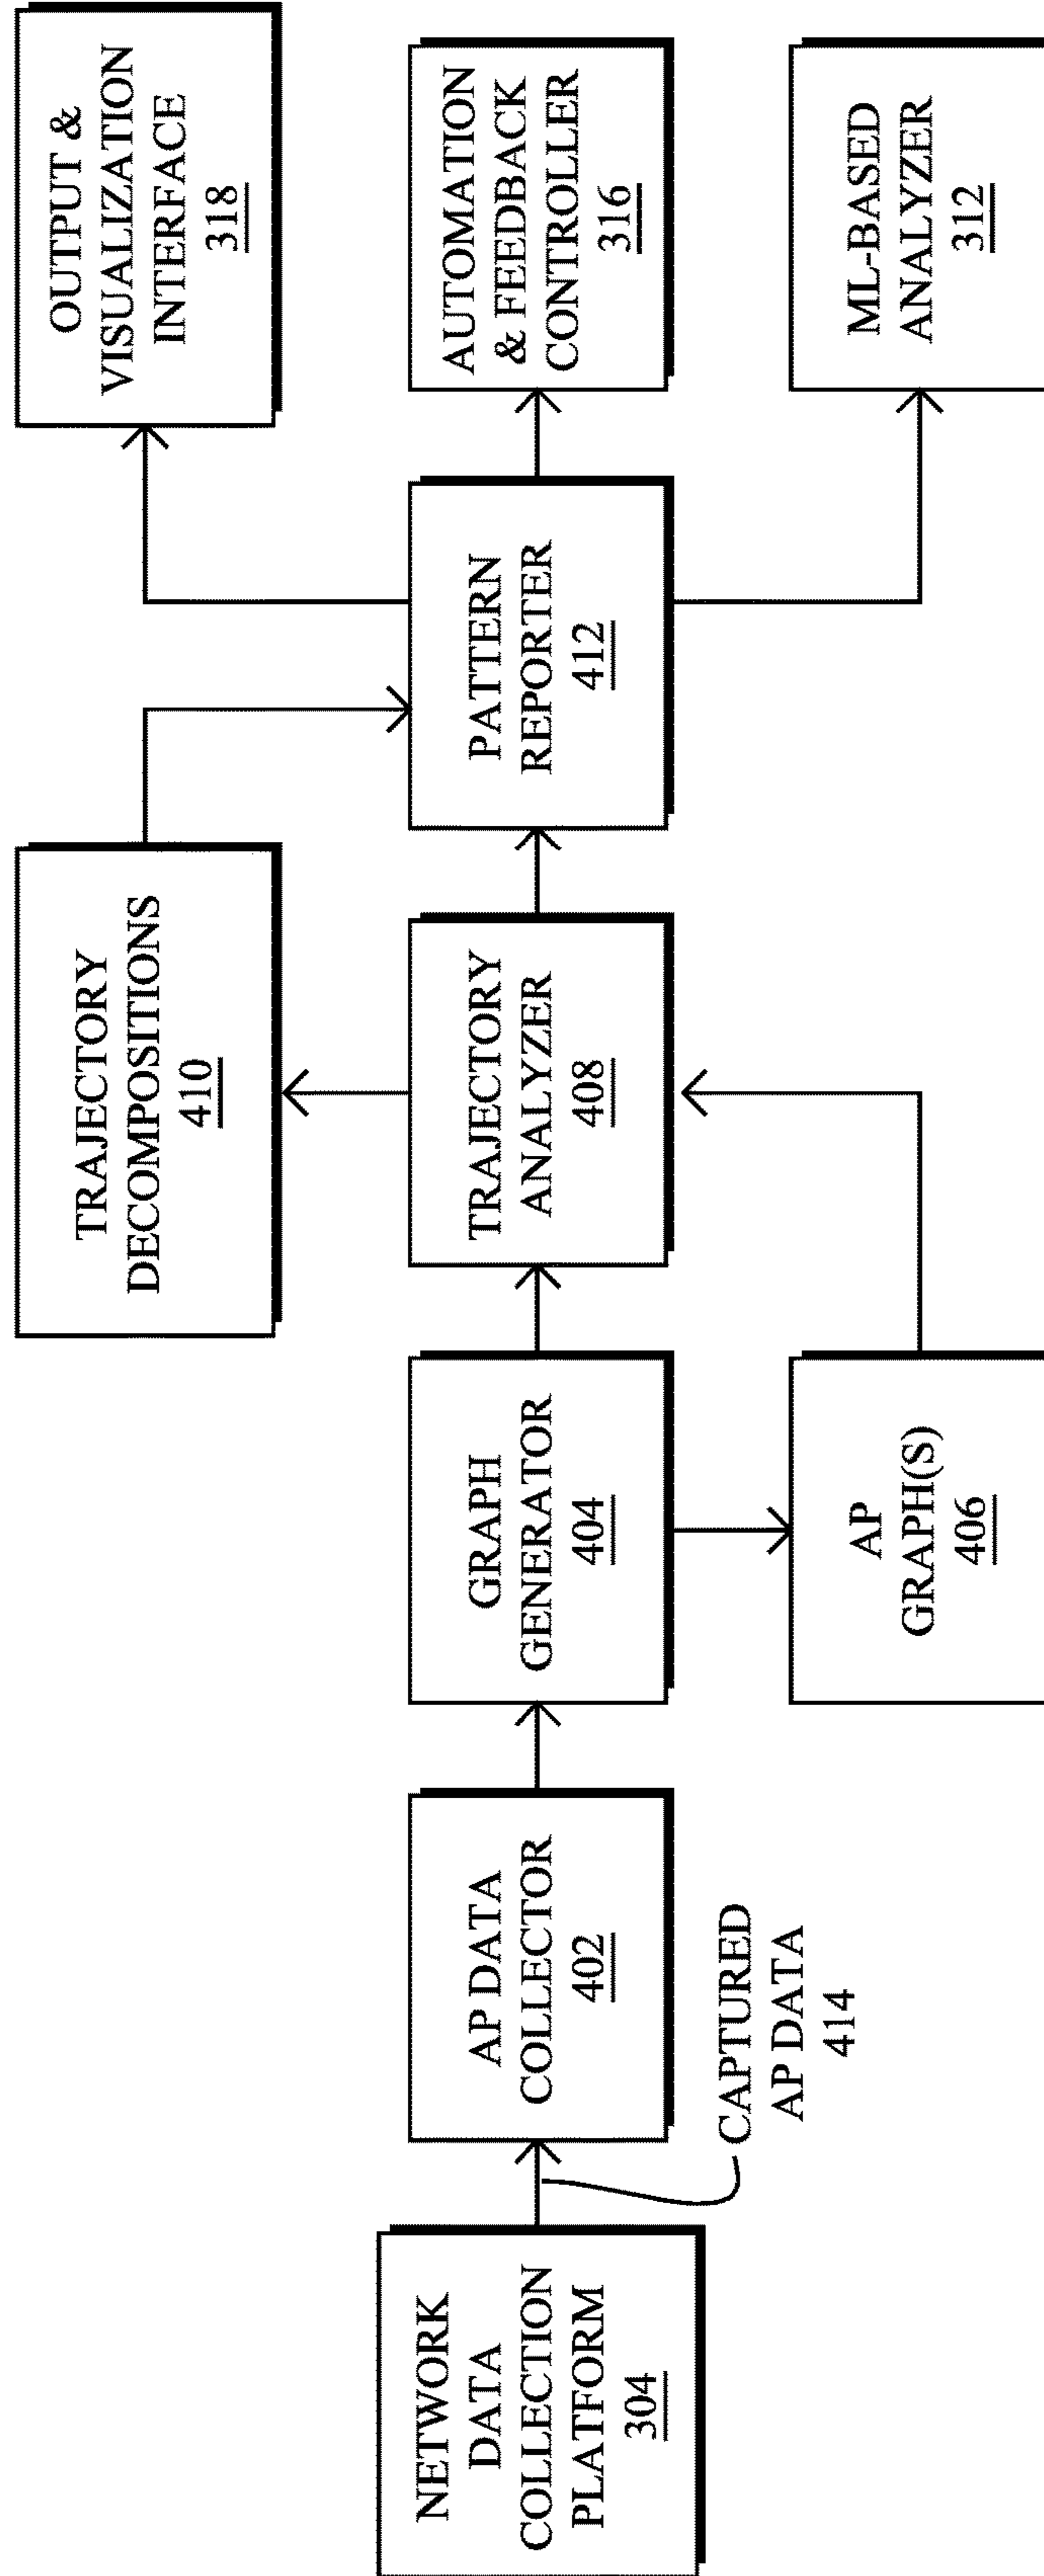 NETWORK
DATA
COLLECTION
PLATFORM
304
CAPTURED
AP DATA
414
AP DATA
COLLECTOR
402
GRAPH
GENERATOR
404
AP
GRAPH(S)
406
TRAJECTORY
DECOMPOSITIONS
410
TRAJECTORY
ANALYZER
408
PATTERN
REPORTER
412
OUTPUT &
VISUALIZATION
INTERFACE
318
AUTOMATION
& FEEDBACK
CONTROLLER
316
ML-BASED
ANALYZER
312